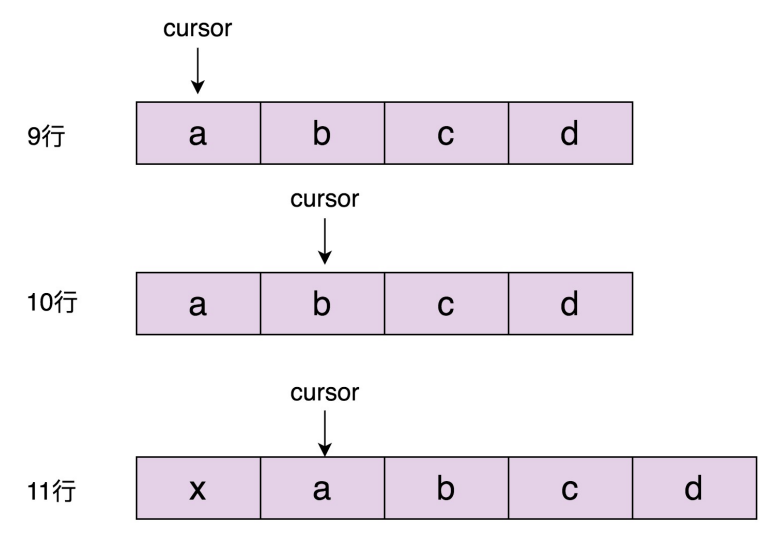 cursor
9行 a b c d
cursor
10行 a b c d
cursor
11行 x a b c d